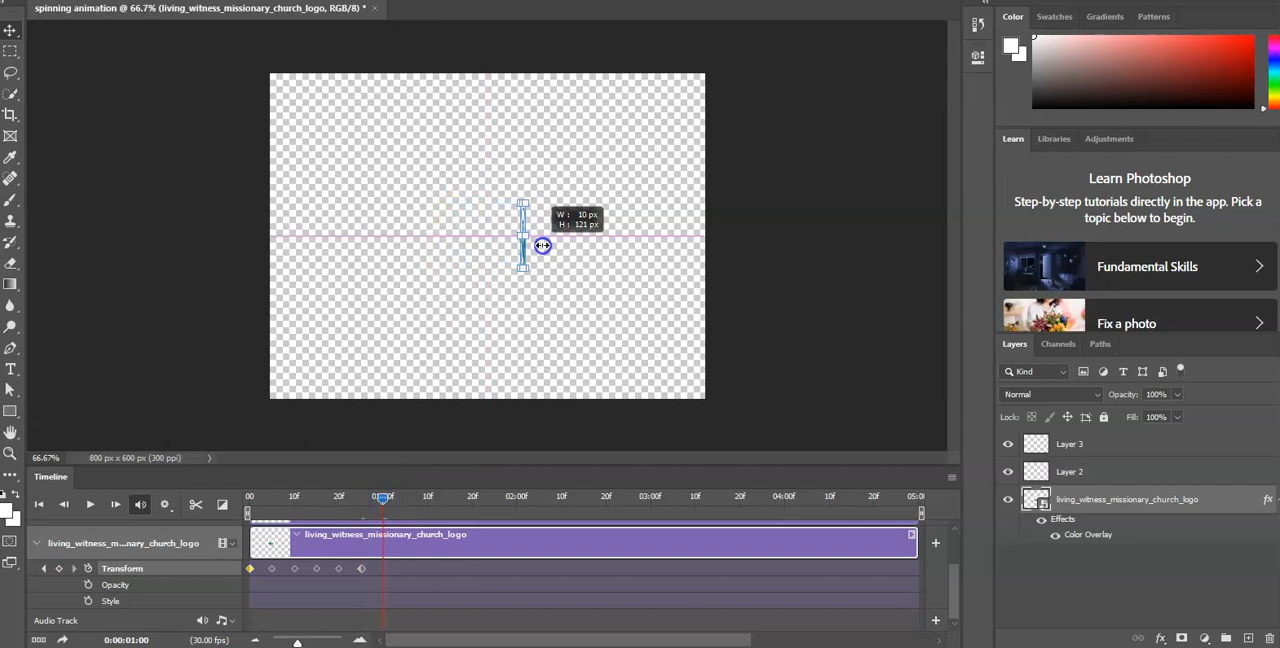 spinning animation @ 66.7% (living_witness_missionary_church_logo, RGB/8) *
Color Swatches Gradients Patterns
Learn Libraries Adjustments
Learn Photoshop
Step-by-step tutorials directly in the app. Pick a
topic below to begin.
Fundamental Skills
Fix a photo
W : 10 px
H : 121 px
Layers Channels Paths
Kind
Normal Opacity: 100%
Lock: Fill: 100%
Layer 3
Layer 2
living_witness_missionary_church_logo fx
Effects
Color Overlay
66.67% 800 px x 600 px (300 ppi)
Timeline
00 10f 20f 10f 20f 02:00f 10f 20f 03:00f 10f 20f 04:00f 10f 20f 05:0
living_witness_m...nary_church_logo living_witness_missionary_church_logo
Transform
Opacity
Style
Audio Track
0:00:01:00 (30.00 fps)